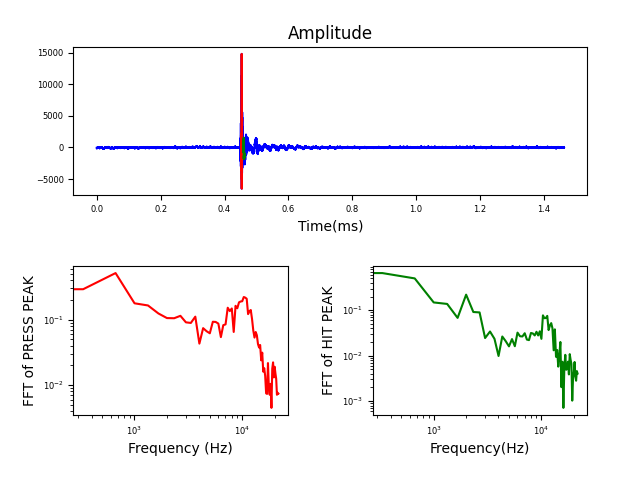 Amplitude
15000
10000
5000
0
−5000
0.0 0.2 0.4 0.6 0.8 1.0 1.2 1.4
Time(ms)
FFT of PRESS PEAK
10⁻¹
10⁻²
10³ 10⁴
Frequency (Hz)
FFT of HIT PEAK
10⁻¹
10⁻²
10⁻³
10³ 10⁴
Frequency(Hz)